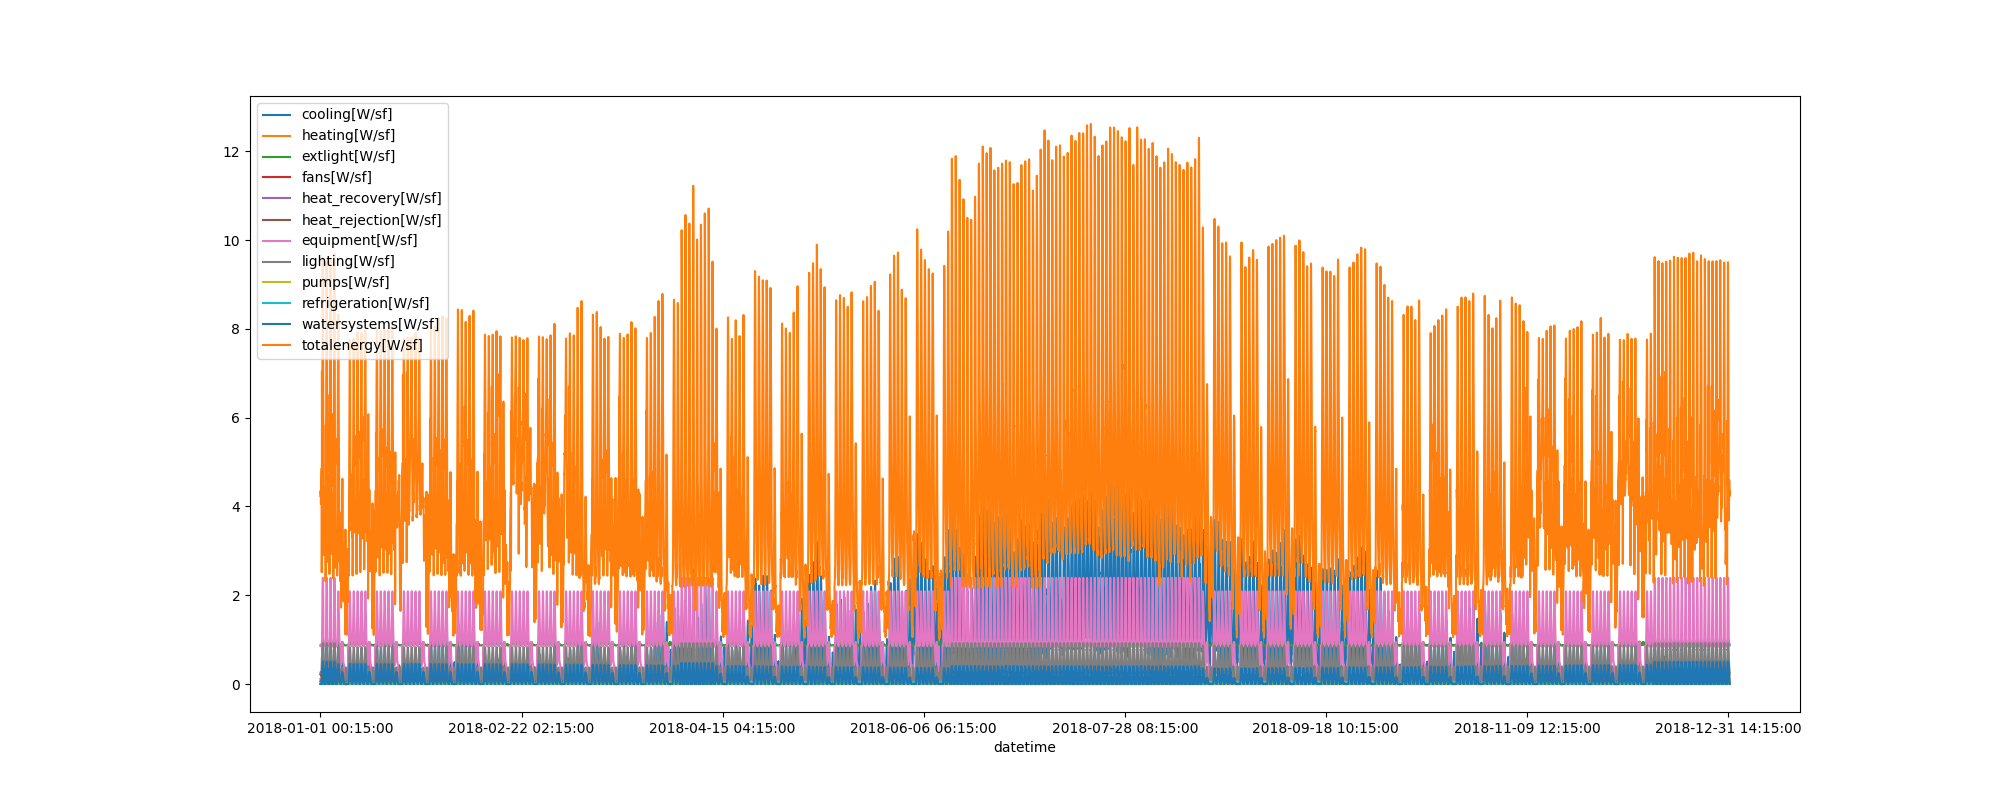 cooling[W/sf]
heating[W/sf]
extlight[W/sf]
fans[W/sf]
heat_recovery[W/sf]
heat_rejection[W/sf]
equipment[W/sf]
lighting[W/sf]
pumps[W/sf]
refrigeration[W/sf]
watersystems[W/sf]
totalenergy[W/sf]
12
10
8
6
4
2
0
2018-01-01 00:15:00 2018-02-22 02:15:00 2018-04-15 04:15:00 2018-06-06 06:15:00 2018-07-28 08:15:00 2018-09-18 10:15:00 2018-11-09 12:15:00 2018-12-31 14:15:00
datetime